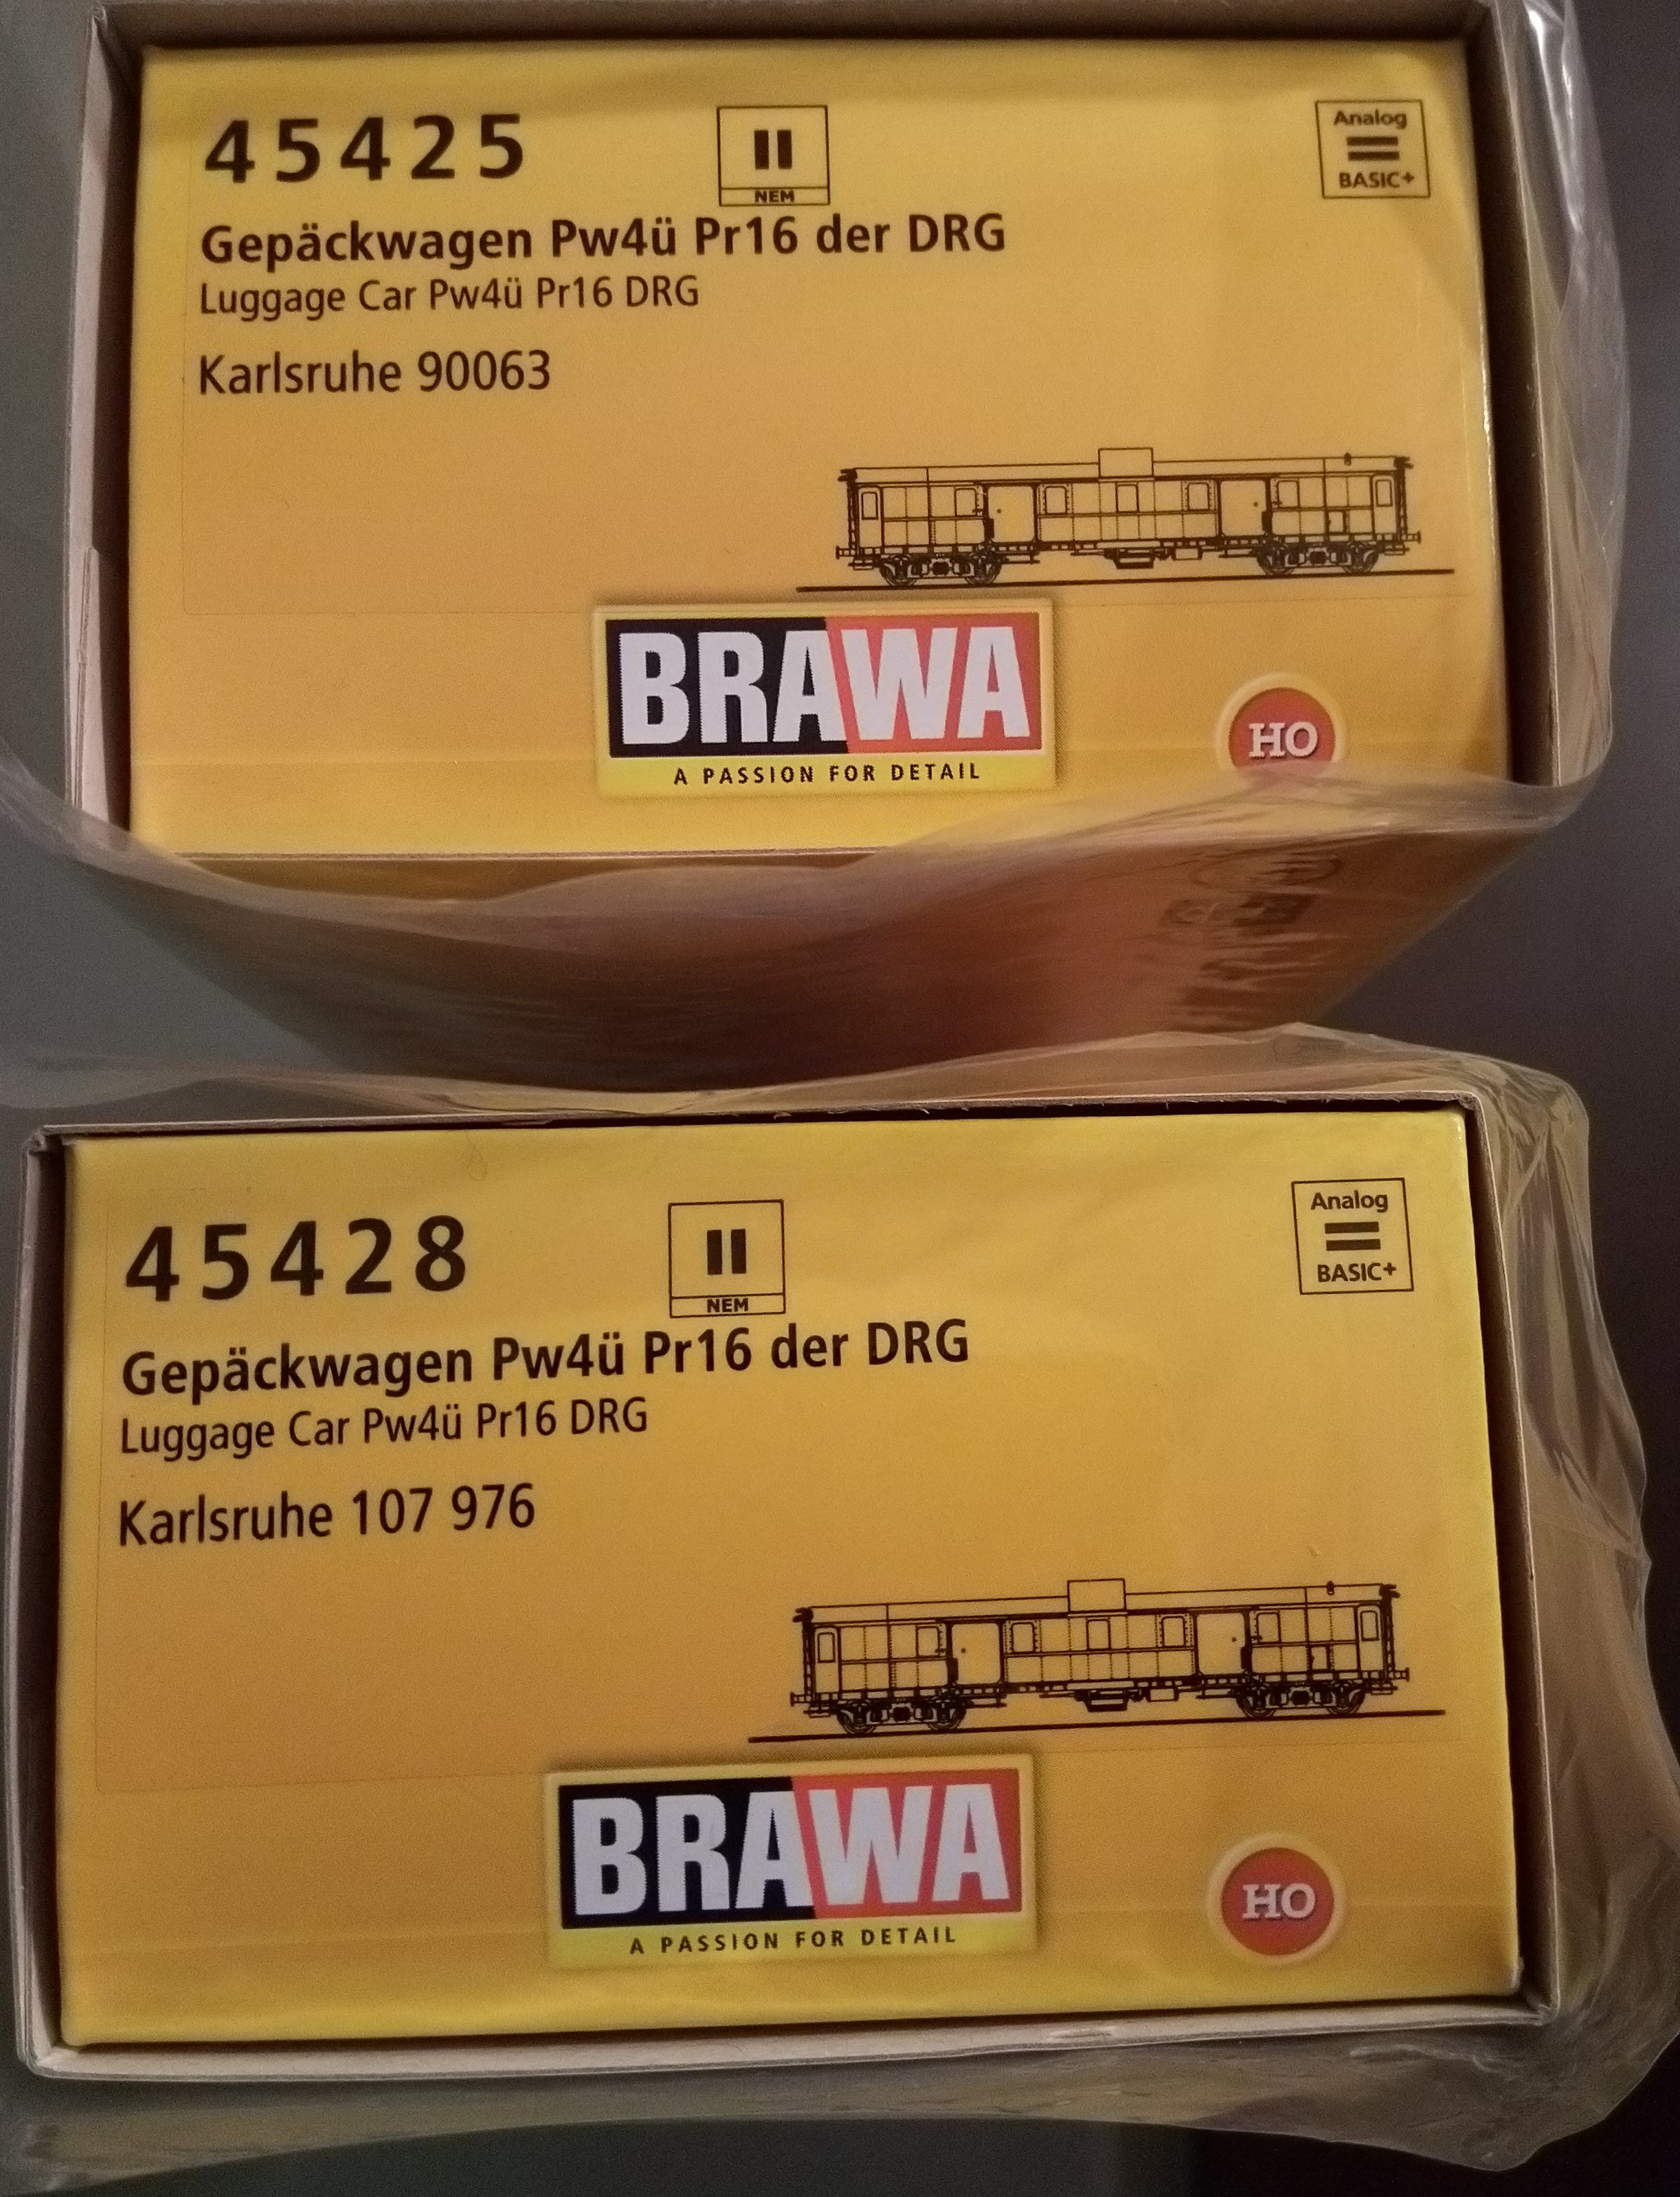 45425
II
NEM
Analog
BASIC+
Gepäckwagen Pw4ü Pr16 der DRG
Luggage Car Pw4ü Pr16 DRG
Karlsruhe 90063
BRAWA
A PASSION FOR DETAIL
HO
45428
II
NEM
Analog
BASIC+
Gepäckwagen Pw4ü Pr16 der DRG
Luggage Car Pw4ü Pr16 DRG
Karlsruhe 107 976
BRAWA
A PASSION FOR DETAIL
HO